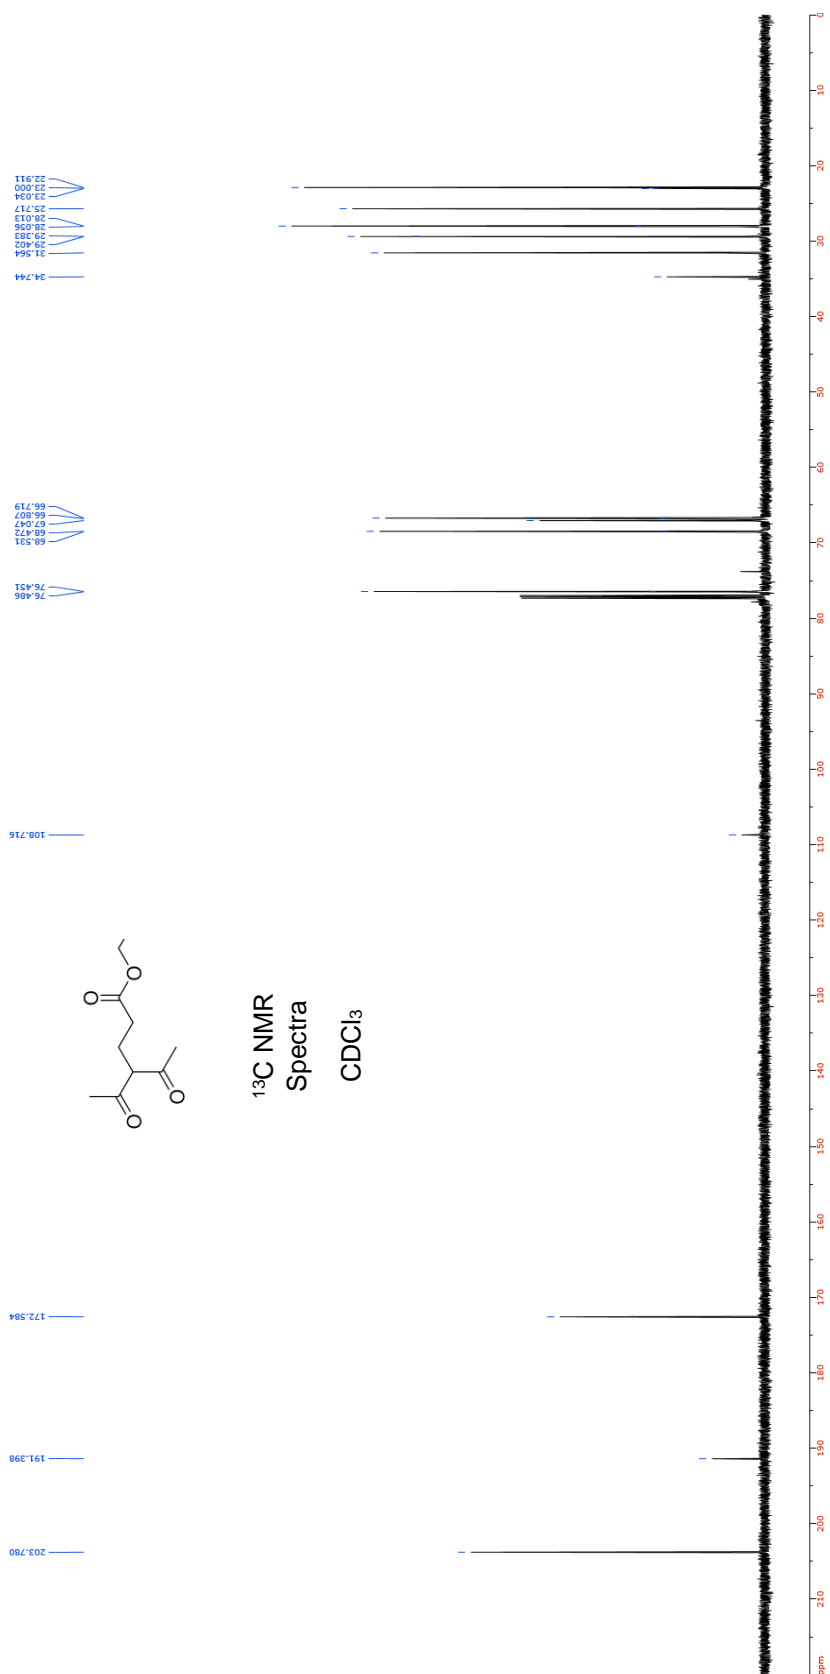 203.780
191.398
172.584
108.716
76.486
76.451
68.531
68.472
67.047
66.807
66.719
34.744
31.564
29.402
29.383
28.056
28.013
25.717
23.034
23.000
22.911
O
O
O
O
¹³C NMR
Spectra
CDCl₃
ppm 210 200 190 180 170 160 150 140 130 120 110 100 90 80 70 60 50 40 30 20 10 0